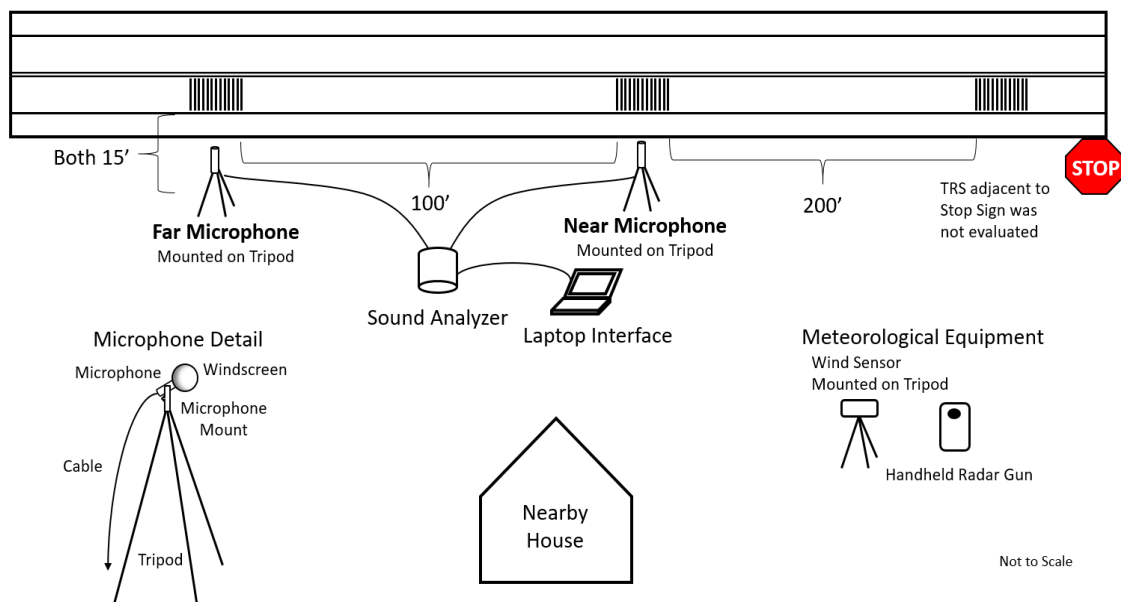 Both 15’
STOP
100’
200’
TRS adjacent to
Stop Sign was
not evaluated
Far Microphone
Mounted on Tripod
Near Microphone
Mounted on Tripod
Sound Analyzer
Laptop Interface
Microphone Detail
Microphone
Windscreen
Microphone
Mount
Cable
Tripod
Meteorological Equipment
Wind Sensor
Mounted on Tripod
Handheld Radar Gun
Nearby
House
Not to Scale